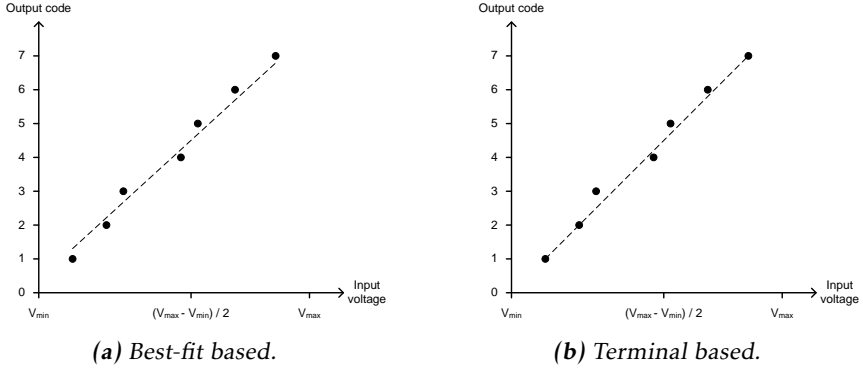 Output code
7
6
5
4
3
2
1
0
Input
voltage
Vmin
(Vmax - Vmin) / 2
Vmax
(a) Best-fit based.
Output code
7
6
5
4
3
2
1
0
Input
voltage
Vmin
(Vmax - Vmin) / 2
Vmax
(b) Terminal based.